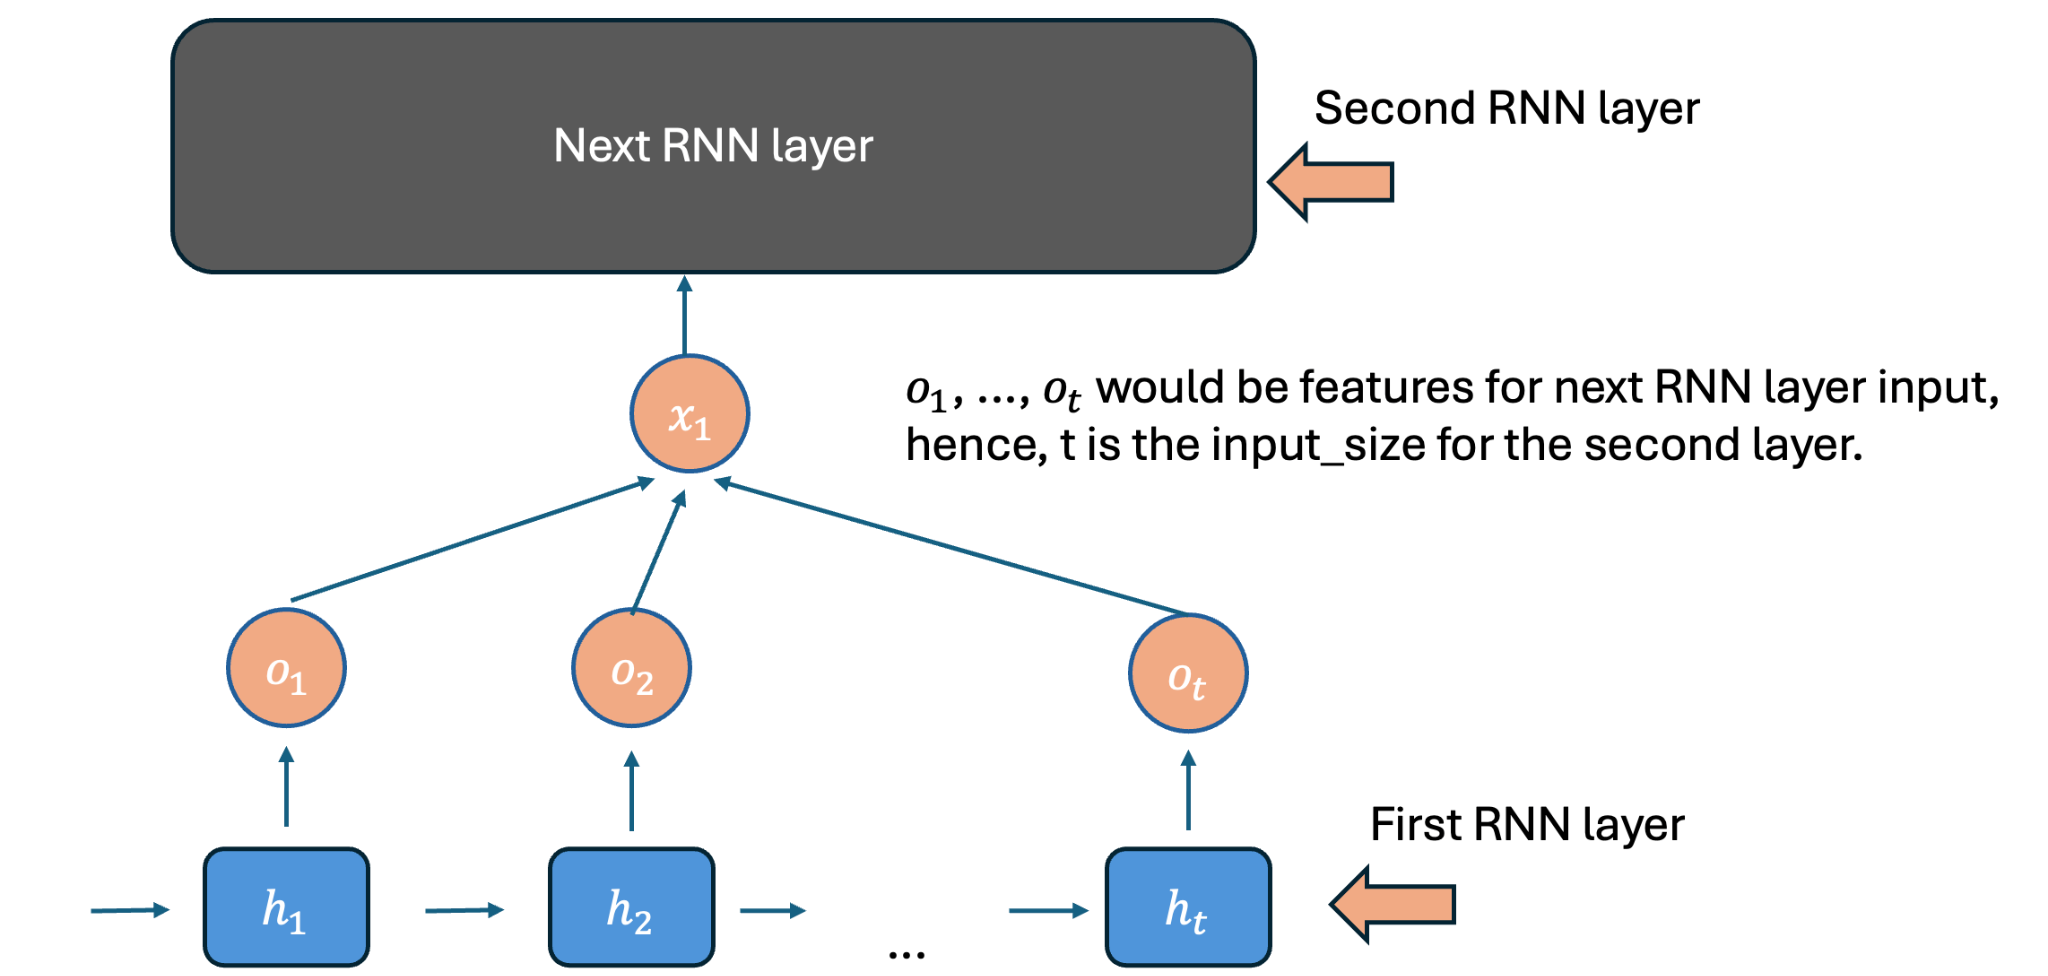 Next RNN layer
Second RNN layer
x₁
o₁, ..., oₜ would be features for next RNN layer input,
hence, t is the input_size for the second layer.
o₁
o₂
oₜ
First RNN layer
h₁
h₂
...
hₜ